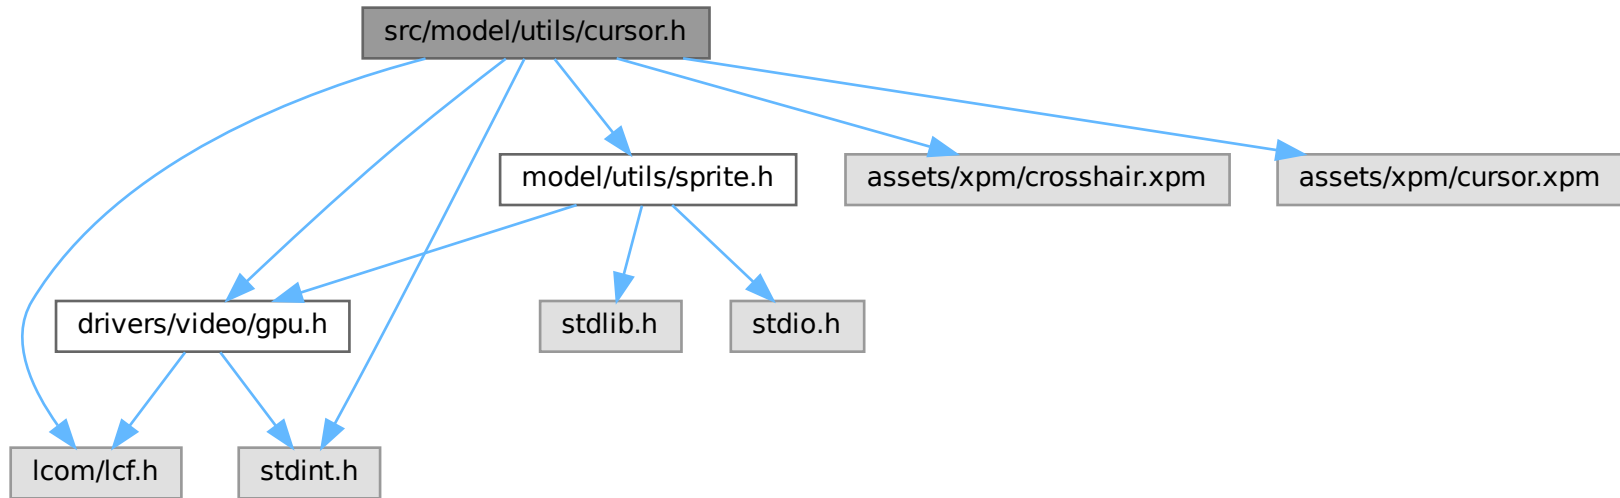 src/model/utils/cursor.h
model/utils/sprite.h
assets/xpm/crosshair.xpm
assets/xpm/cursor.xpm
drivers/video/gpu.h
stdlib.h
stdio.h
lcom/lcf.h
stdint.h